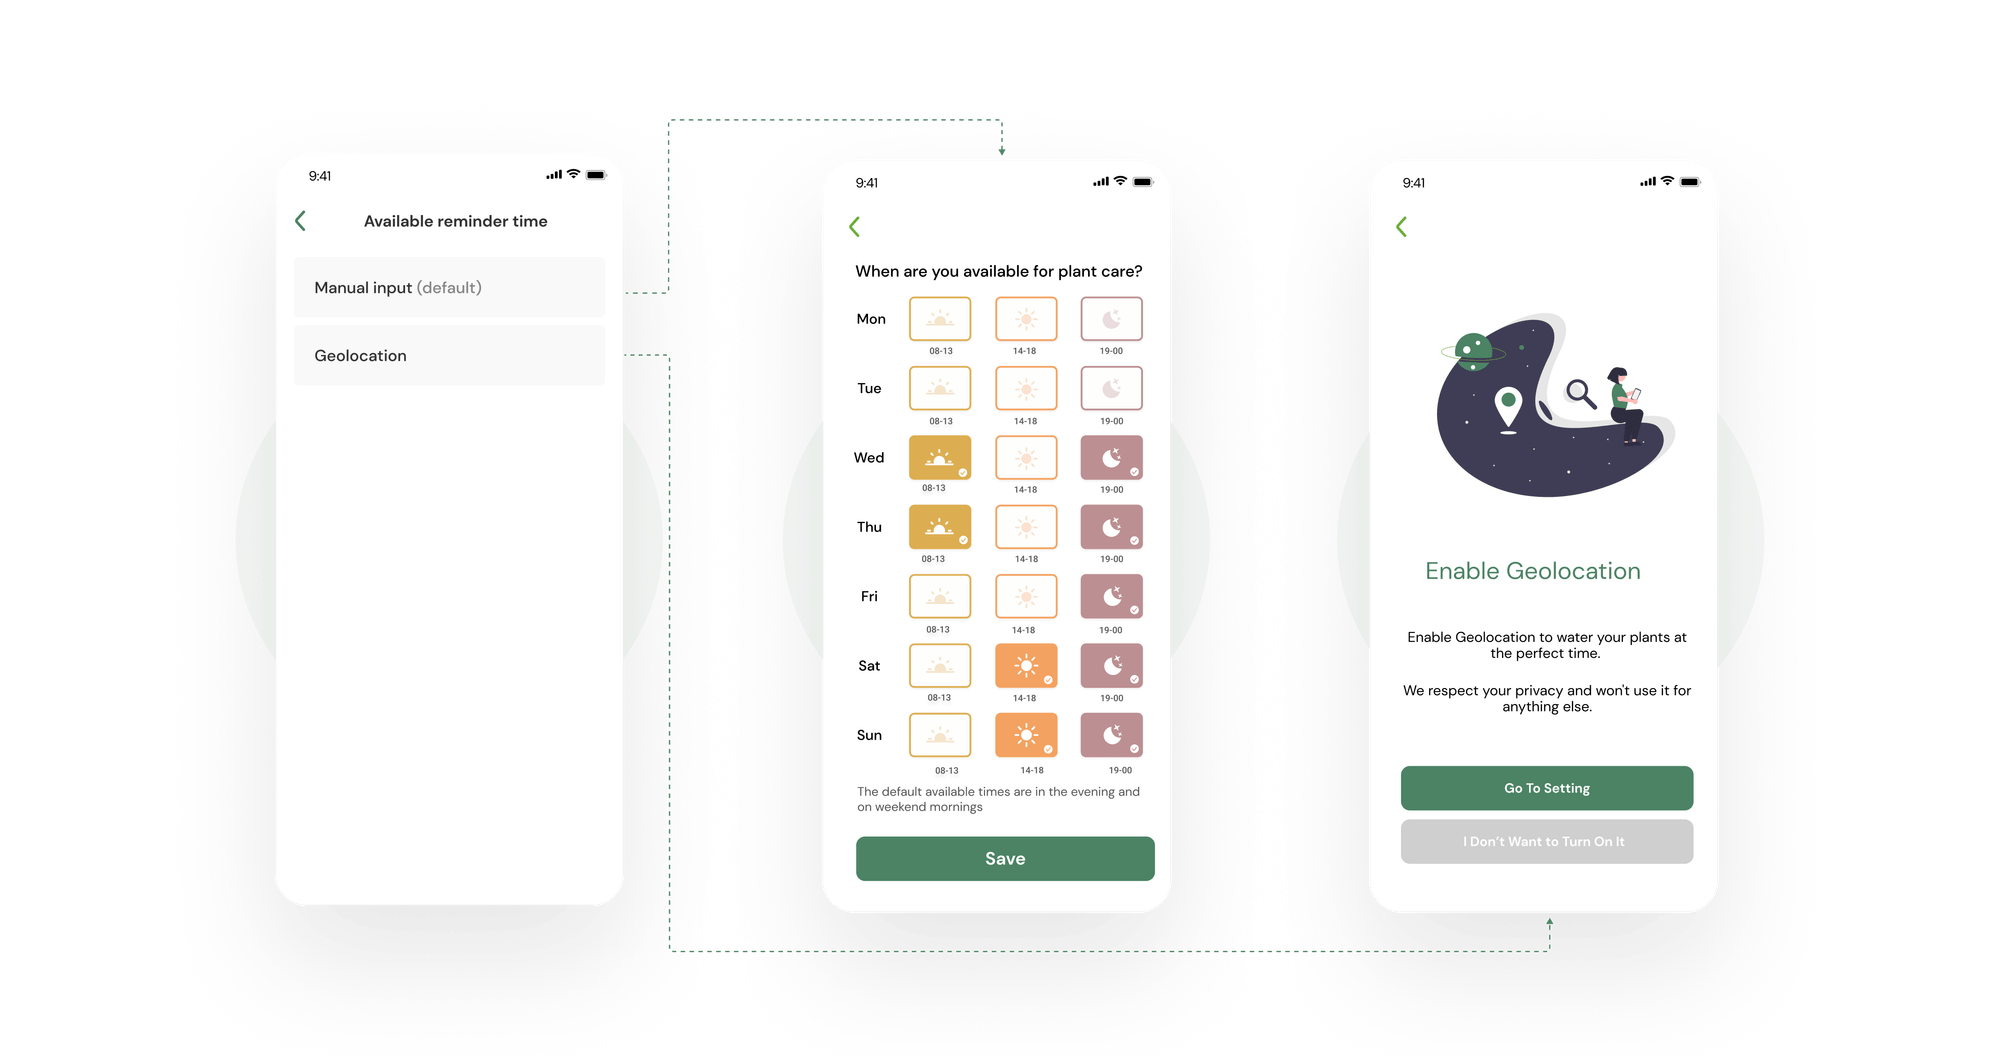 9:41
Available reminder time
Manual input (default)
Geolocation
9:41
When are you available for plant care?
Mon
08-13 14-18 19-00
Tue
08-13 14-18 19-00
Wed
08-13 14-18 19-00
Thu
08-13 14-18 19-00
Fri
08-13 14-18 19-00
Sat
08-13 14-18 19-00
Sun
08-13 14-18 19-00
The default available times are in the evening and
on weekend mornings
Save
9:41
Enable Geolocation
Enable Geolocation to water your plants at
the perfect time.
We respect your privacy and won't use it for
anything else.
Go To Setting
I Don't Want to Turn On It